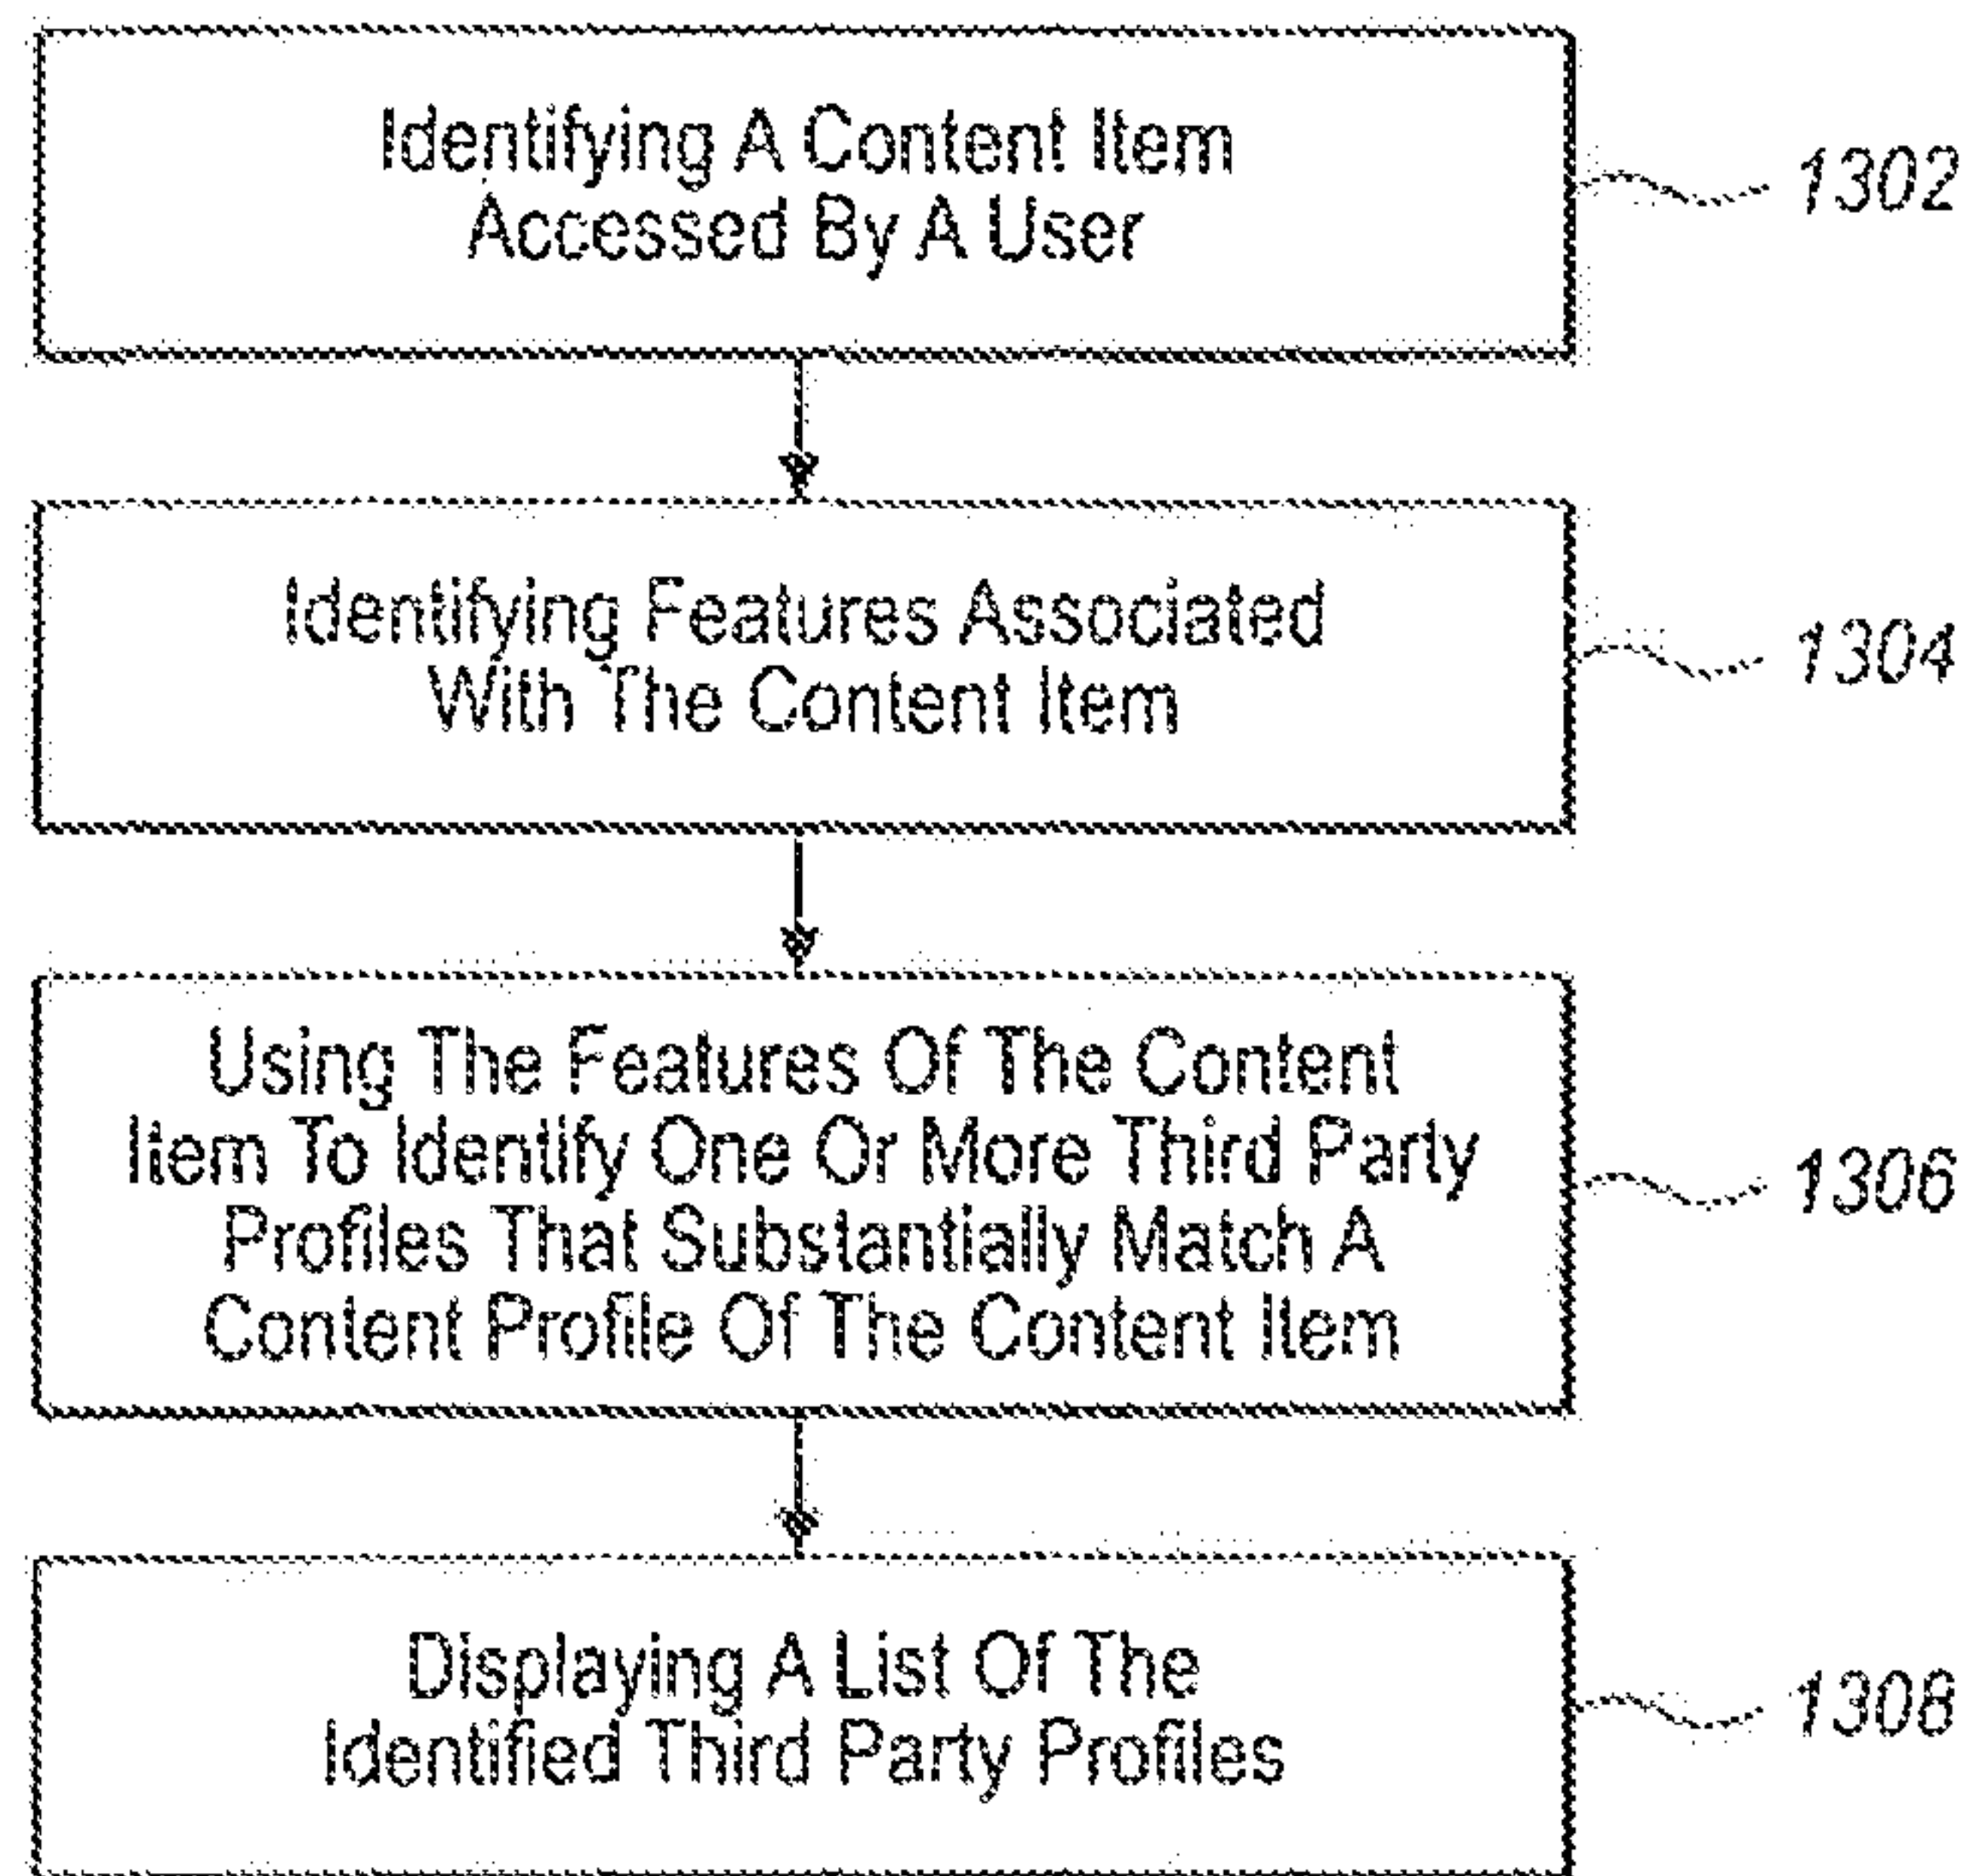 Identifying A Content Item
Accessed By A User
1302
Identifying Features Associated
With The Content Item
1304
Using The Features Of The Content
Item To Identify One Or More Third Party
Profiles That Substantially Match A
Content Profile Of The Content Item
1306
Displaying A List Of The
Identified Third Party Profiles
1308